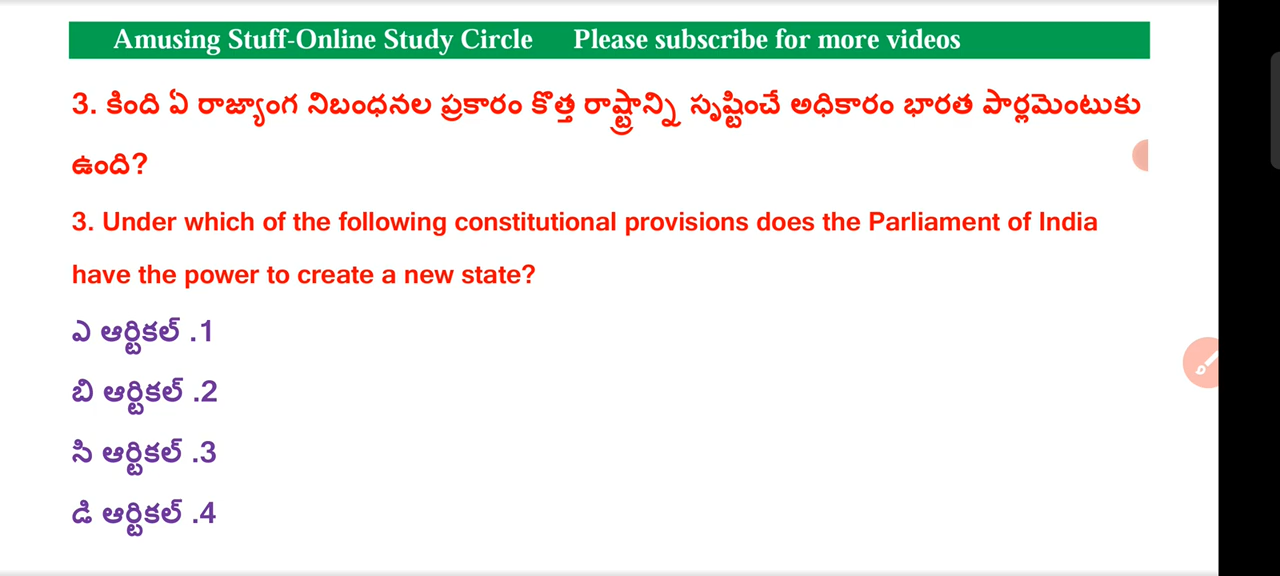 Amusing Stuff-Online Study Circle Please subscribe for more videos
3. కింది ఏ రాజ్యాంగ నిబంధనల ప్రకారం కొత్త రాష్ట్రాన్ని సృష్టించే అధికారం భారత పార్లమెంటుకు
ఉంది?
3. Under which of the following constitutional provisions does the Parliament of India
have the power to create a new state?
ఎ ఆర్టికల్ .1
బి ఆర్టికల్ .2
సి ఆర్టికల్ .3
డి ఆర్టికల్ .4